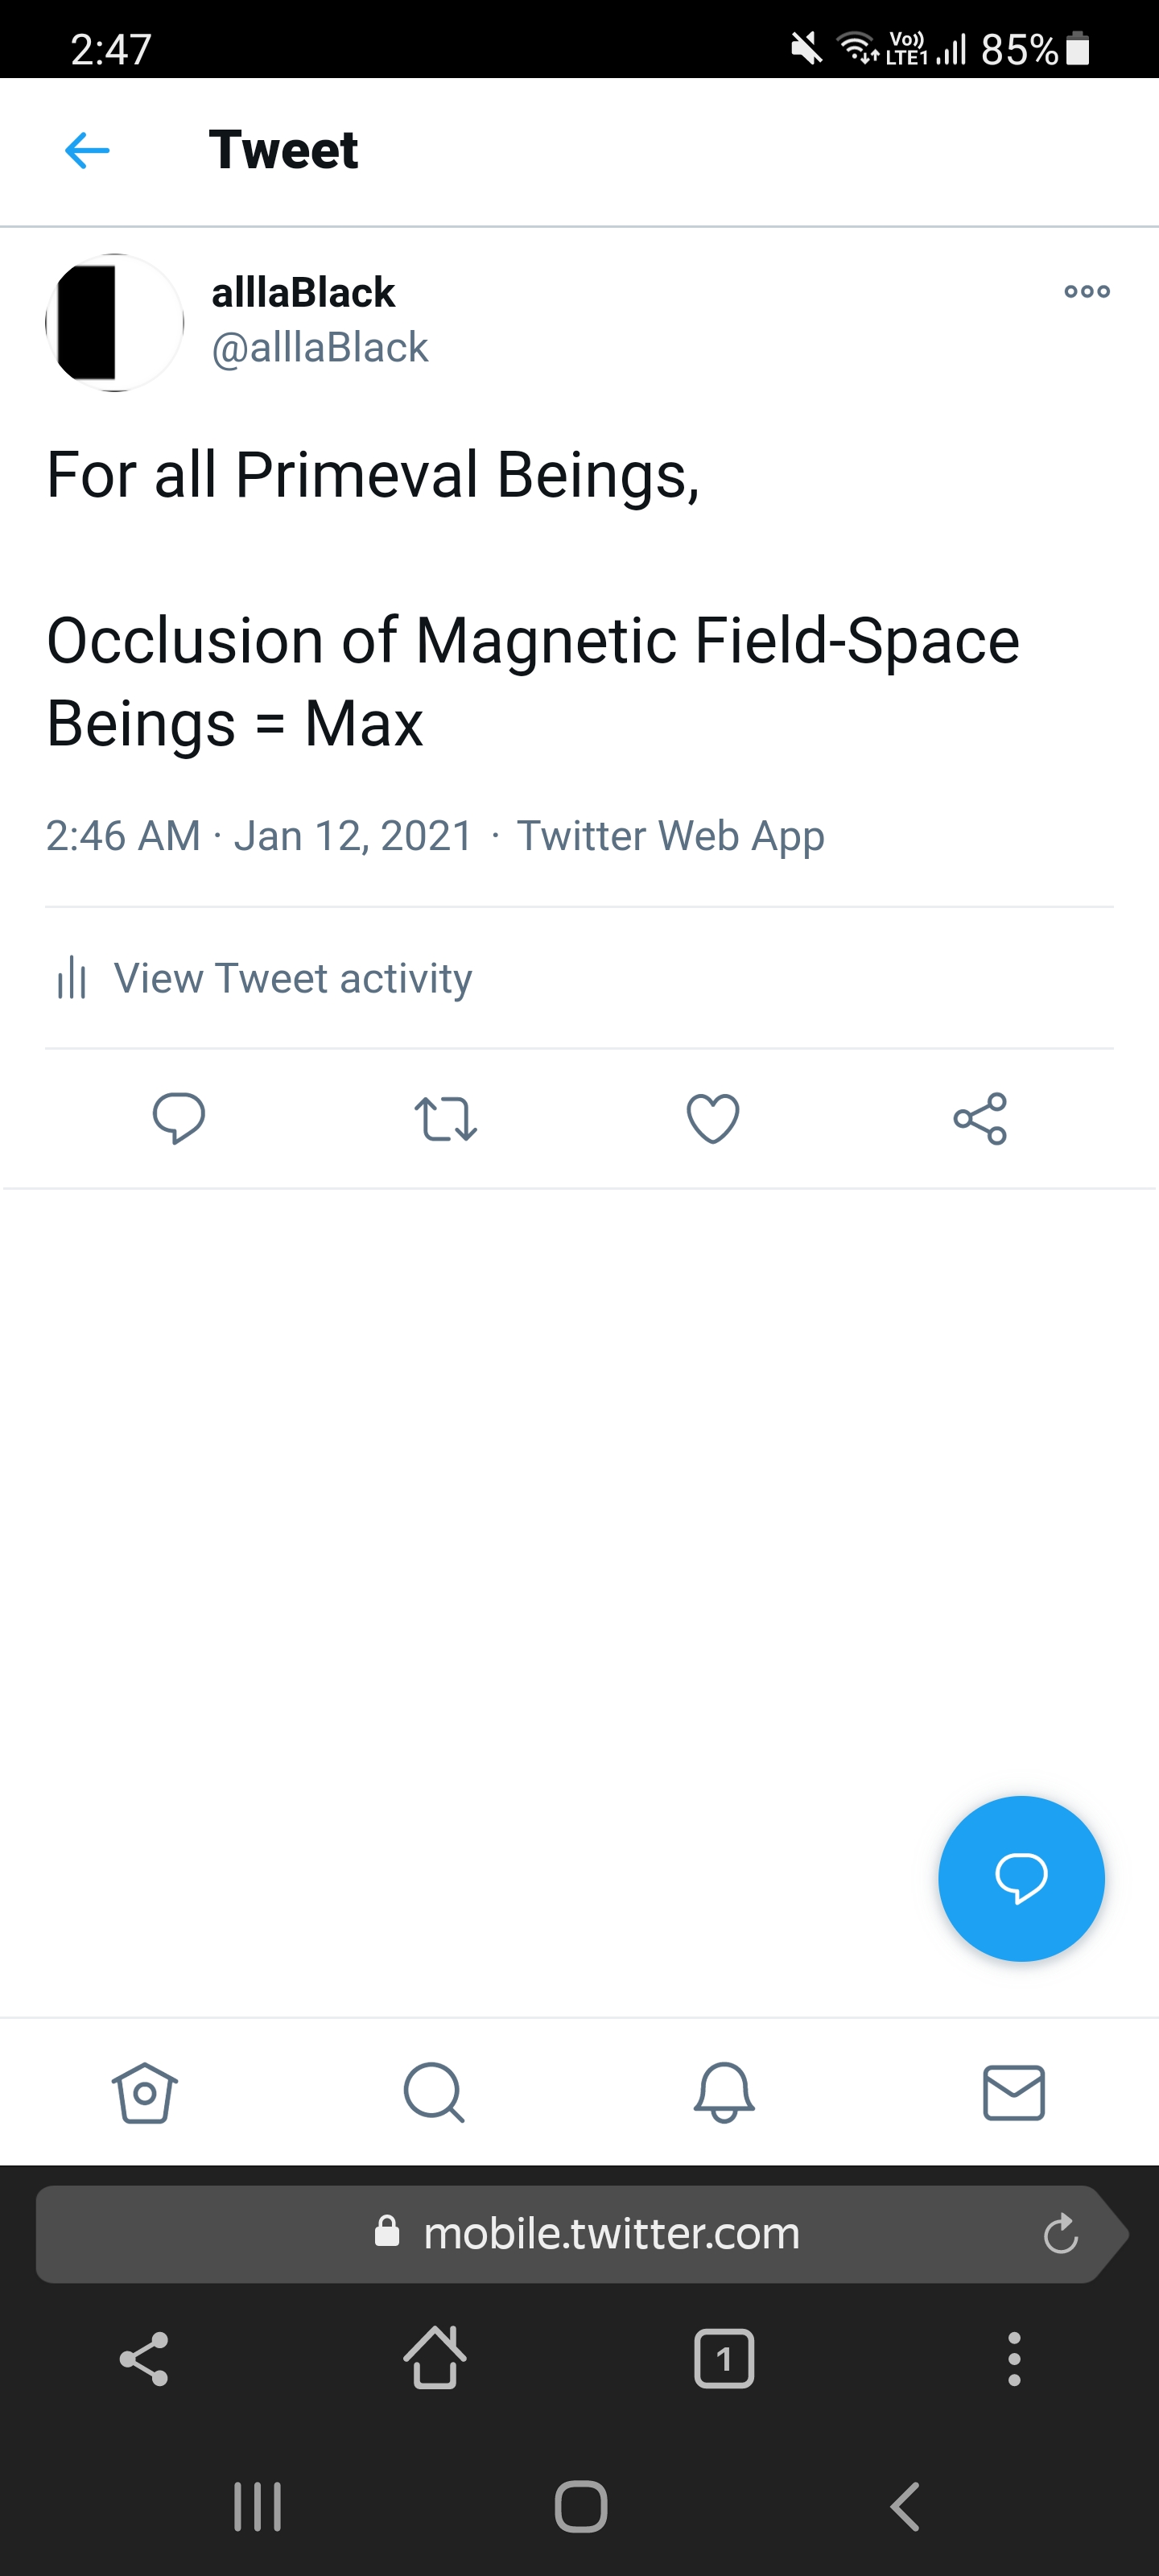 2:47
Vo)) LTE1 85%
Tweet
alllaBlack
@alllaBlack
For all Primeval Beings,
Occlusion of Magnetic Field-Space
Beings = Max
2:46 AM · Jan 12, 2021 · Twitter Web App
View Tweet activity
mobile.twitter.com
1